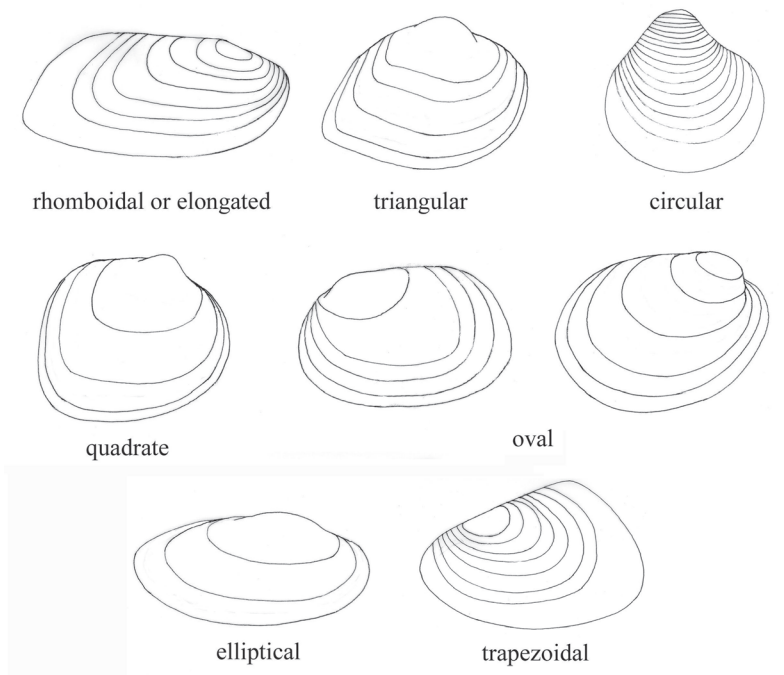 rhomboidal or elongated
triangular
circular
quadrate
oval
elliptical
trapezoidal